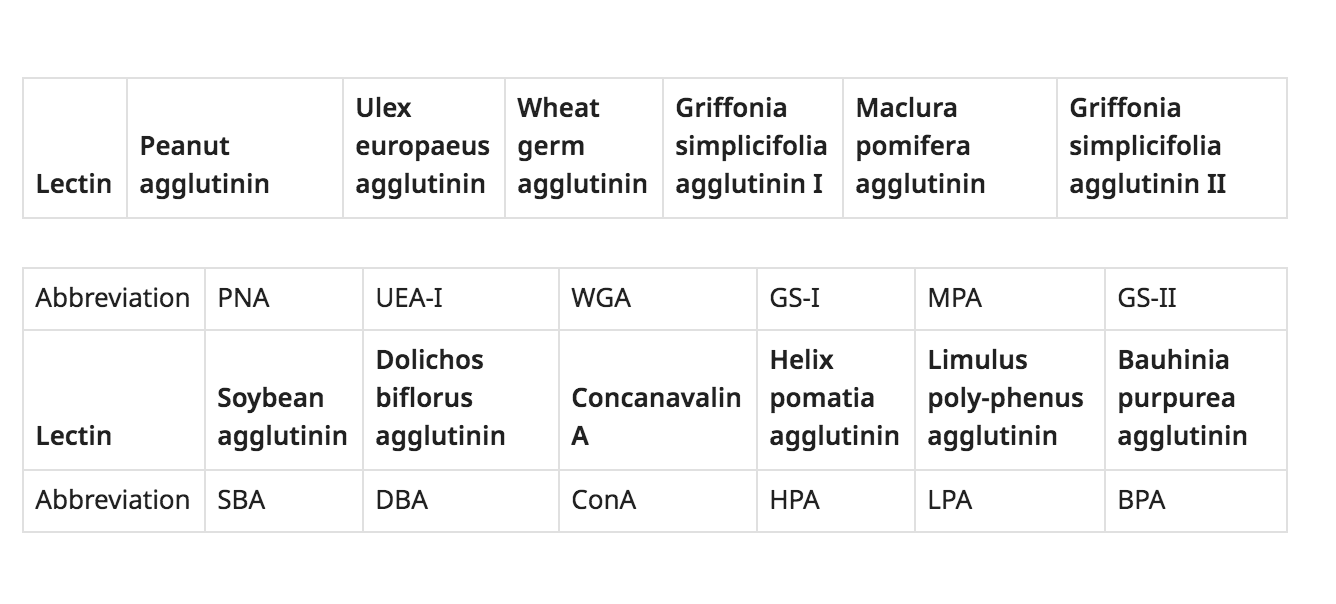 Lectin Peanut agglutinin Ulex europaeus agglutinin Wheat germ agglutinin Griffonia simplicifolia agglutinin I Maclura pomifera agglutinin Griffonia simplicifolia agglutinin II
Abbreviation PNA UEA-I WGA GS-I MPA GS-II
Lectin Soybean agglutinin Dolichos biflorus agglutinin Concanavalin A Helix pomatia agglutinin Limulus poly-phenus agglutinin Bauhinia purpurea agglutinin
Abbreviation SBA DBA ConA HPA LPA BPA